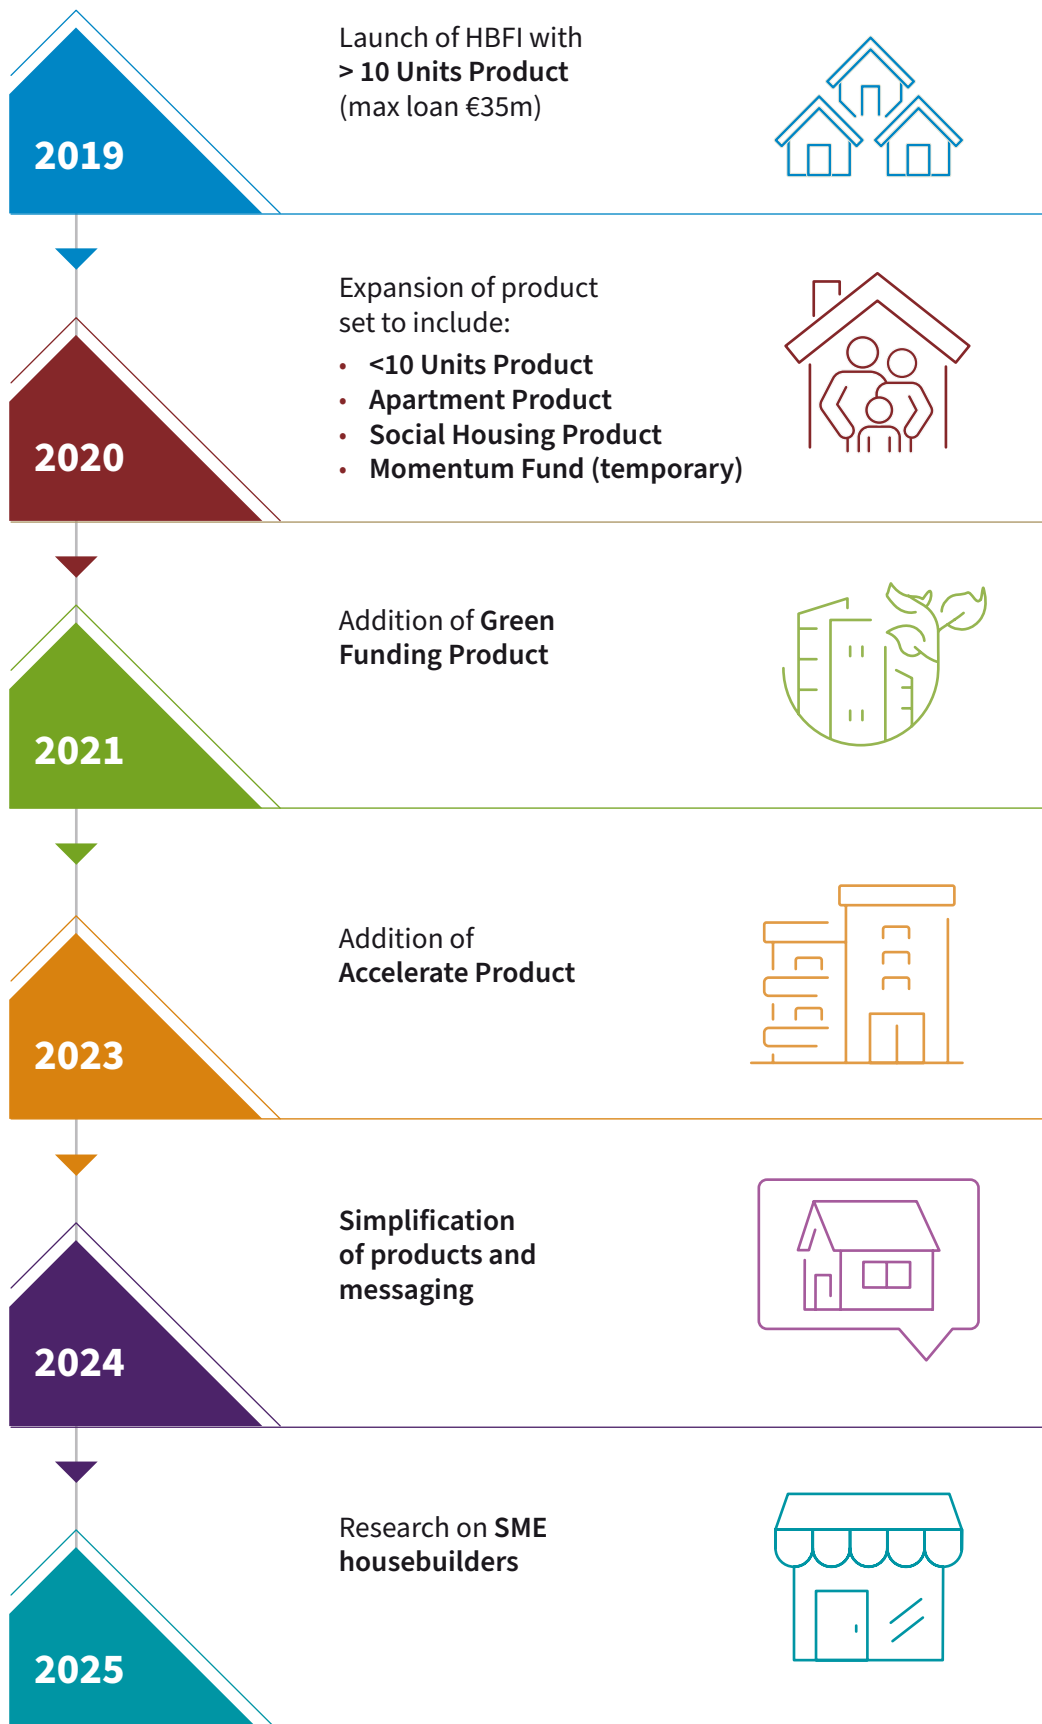 Launch of HBFI with
> 10 Units Product
(max loan €35m)
2019
Expansion of product
set to include:
• <10 Units Product
• Apartment Product
• Social Housing Product
• Momentum Fund (temporary)
2020
Addition of Green
Funding Product
2021
Addition of
Accelerate Product
2023
Simplification
of products and
messaging
2024
Research on SME
housebuilders
2025